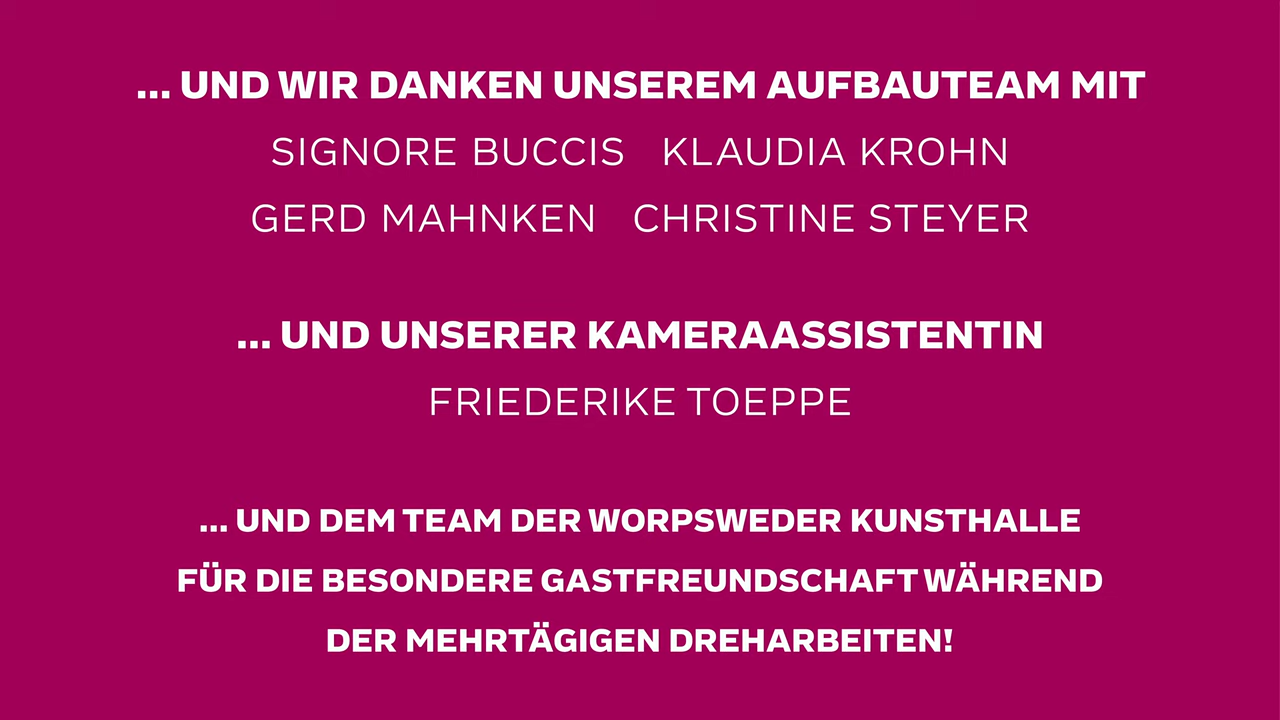 ... UND WIR DANKEN UNSEREM AUFBAUTEAM MIT
SIGNORE BUCCIS KLAUDIA KROHN
GERD MAHNKEN CHRISTINE STEYER
... UND UNSERER KAMERAASSISTENTIN
FRIEDERIKE TOEPPE
... UND DEM TEAM DER WORPSWEDER KUNSTHALLE
FÜR DIE BESONDERE GASTFREUNDSCHAFT WÄHREND
DER MEHRTÄGIGEN DREHARBEITEN!